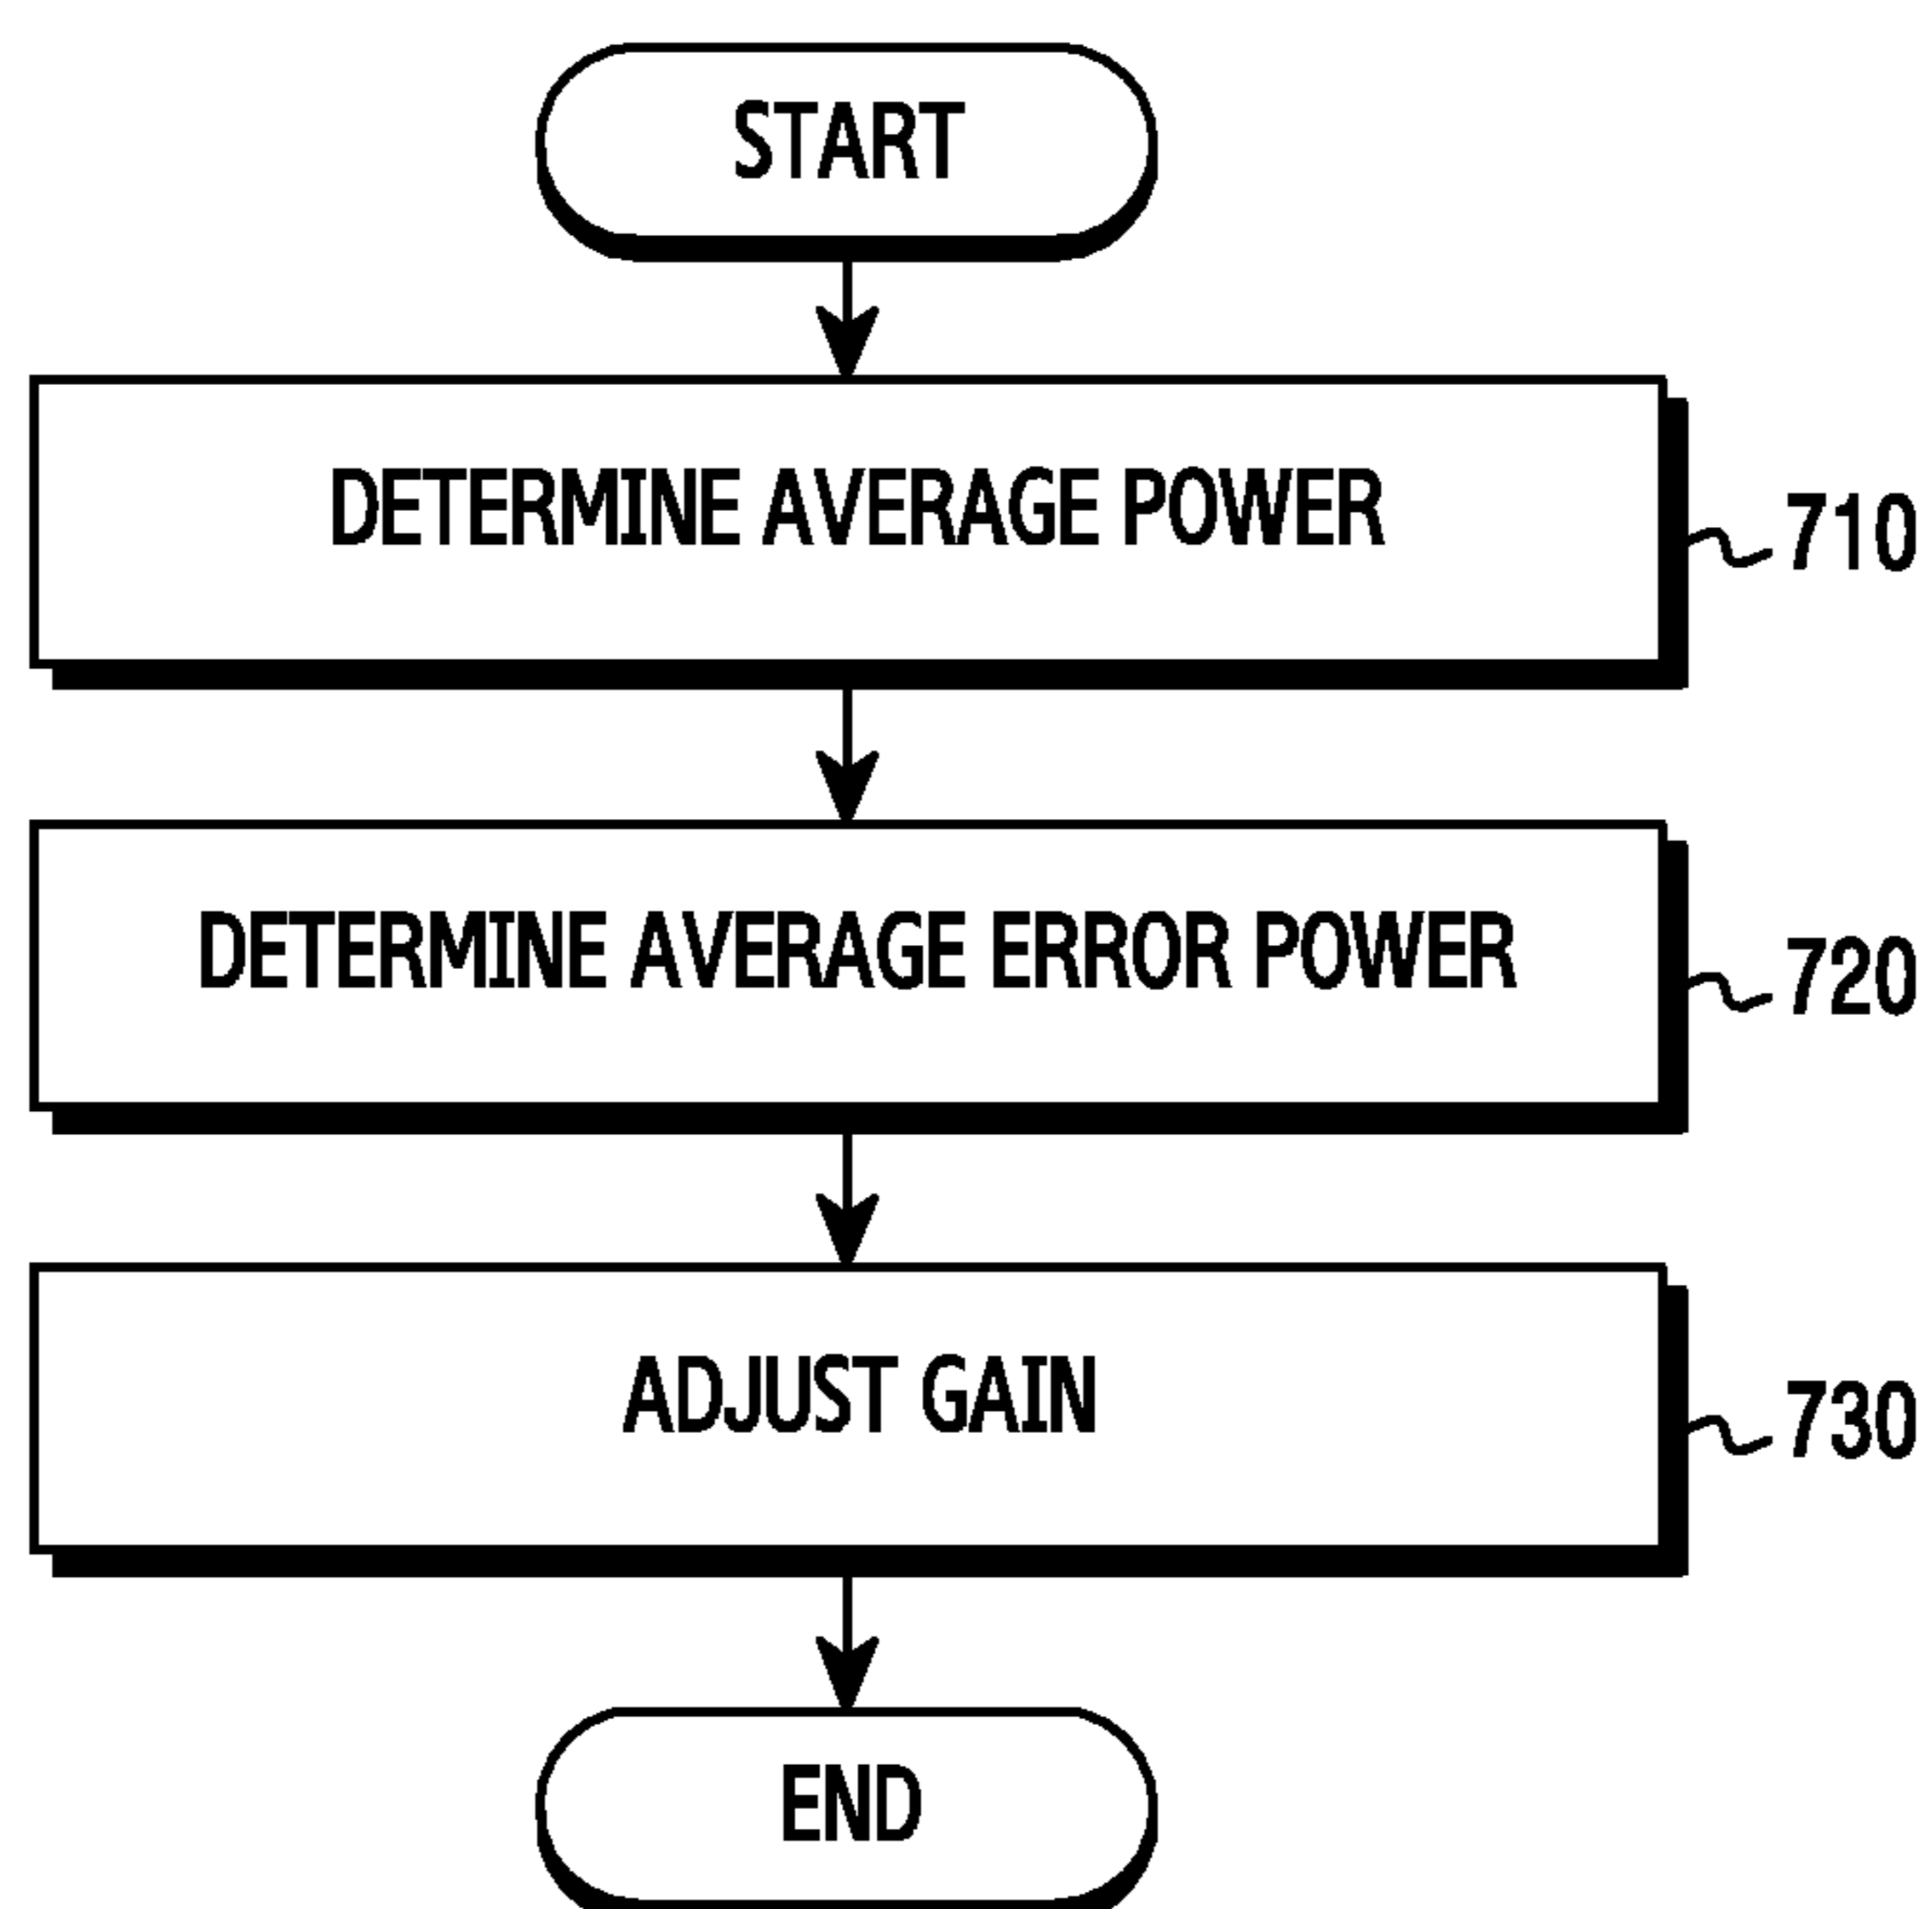 START
DETERMINE AVERAGE POWER
710
DETERMINE AVERAGE ERROR POWER
720
ADJUST GAIN
730
END